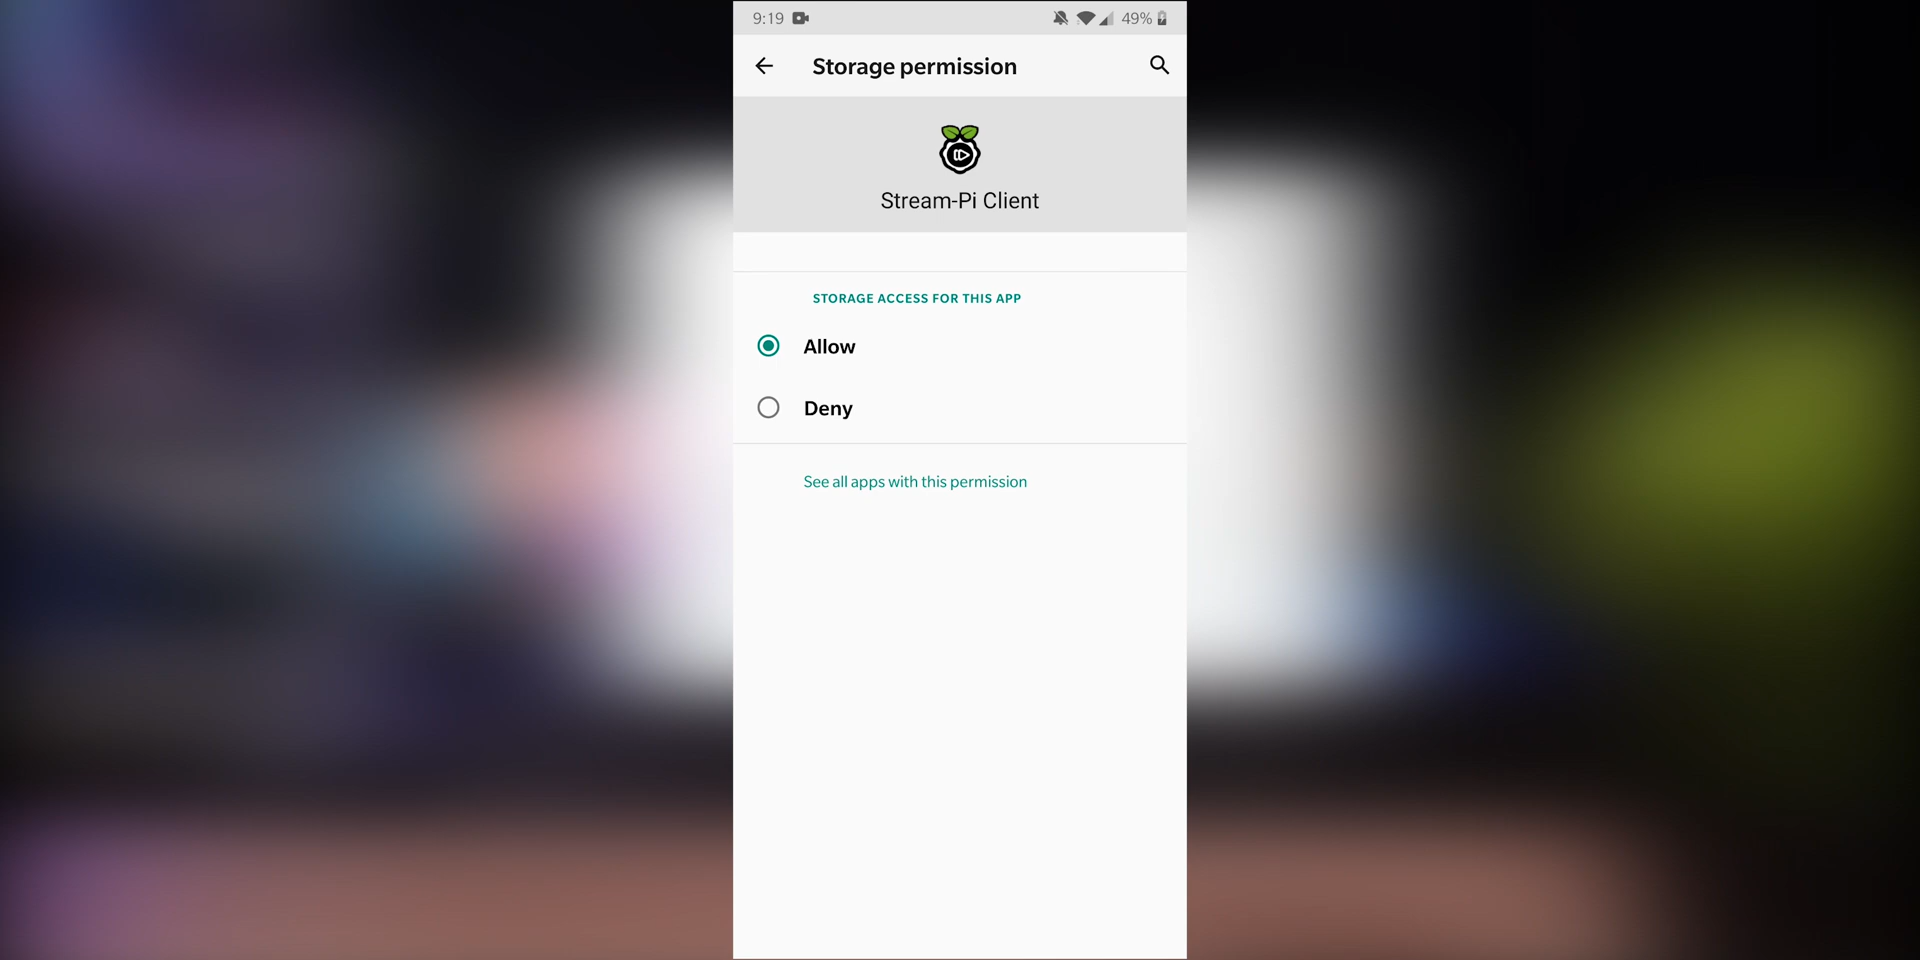 9:19
49%
Storage permission
Stream-Pi Client
STORAGE ACCESS FOR THIS APP
Allow
Deny
See all apps with this permission